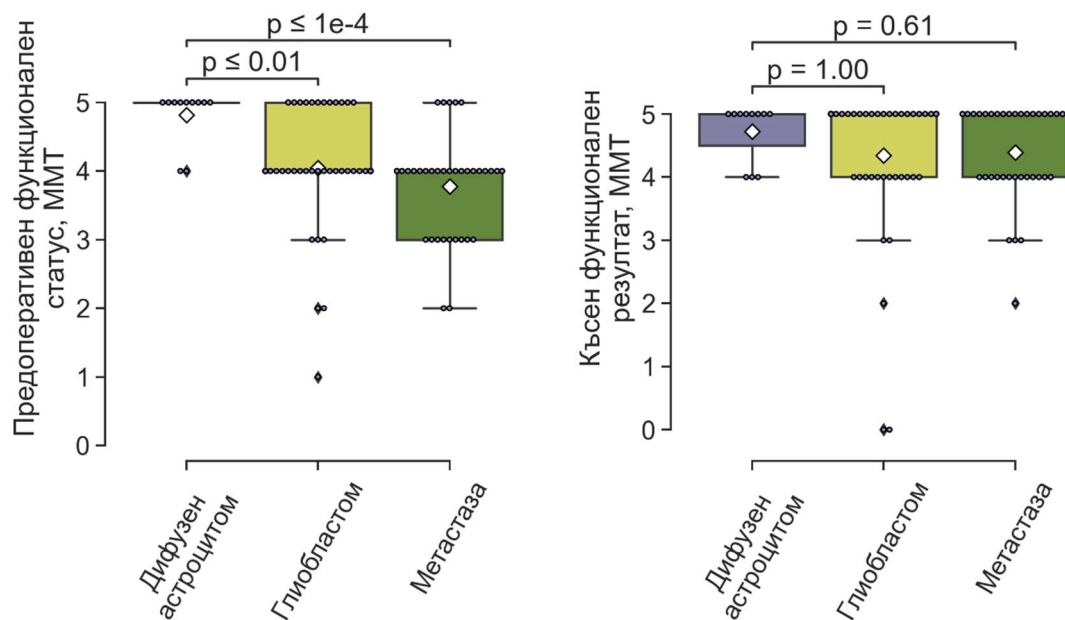 p ≤ 1e-4
p ≤ 0.01
Предоперативен функционален
статус, ММТ
5
4
3
2
1
0
Дифузен
астроцитом
Глиобластом
Метастаза
p = 0.61
p = 1.00
Късен функционален
резултат, ММТ
5
4
3
2
1
0
Дифузен
астроцитом
Глиобластом
Метастаза